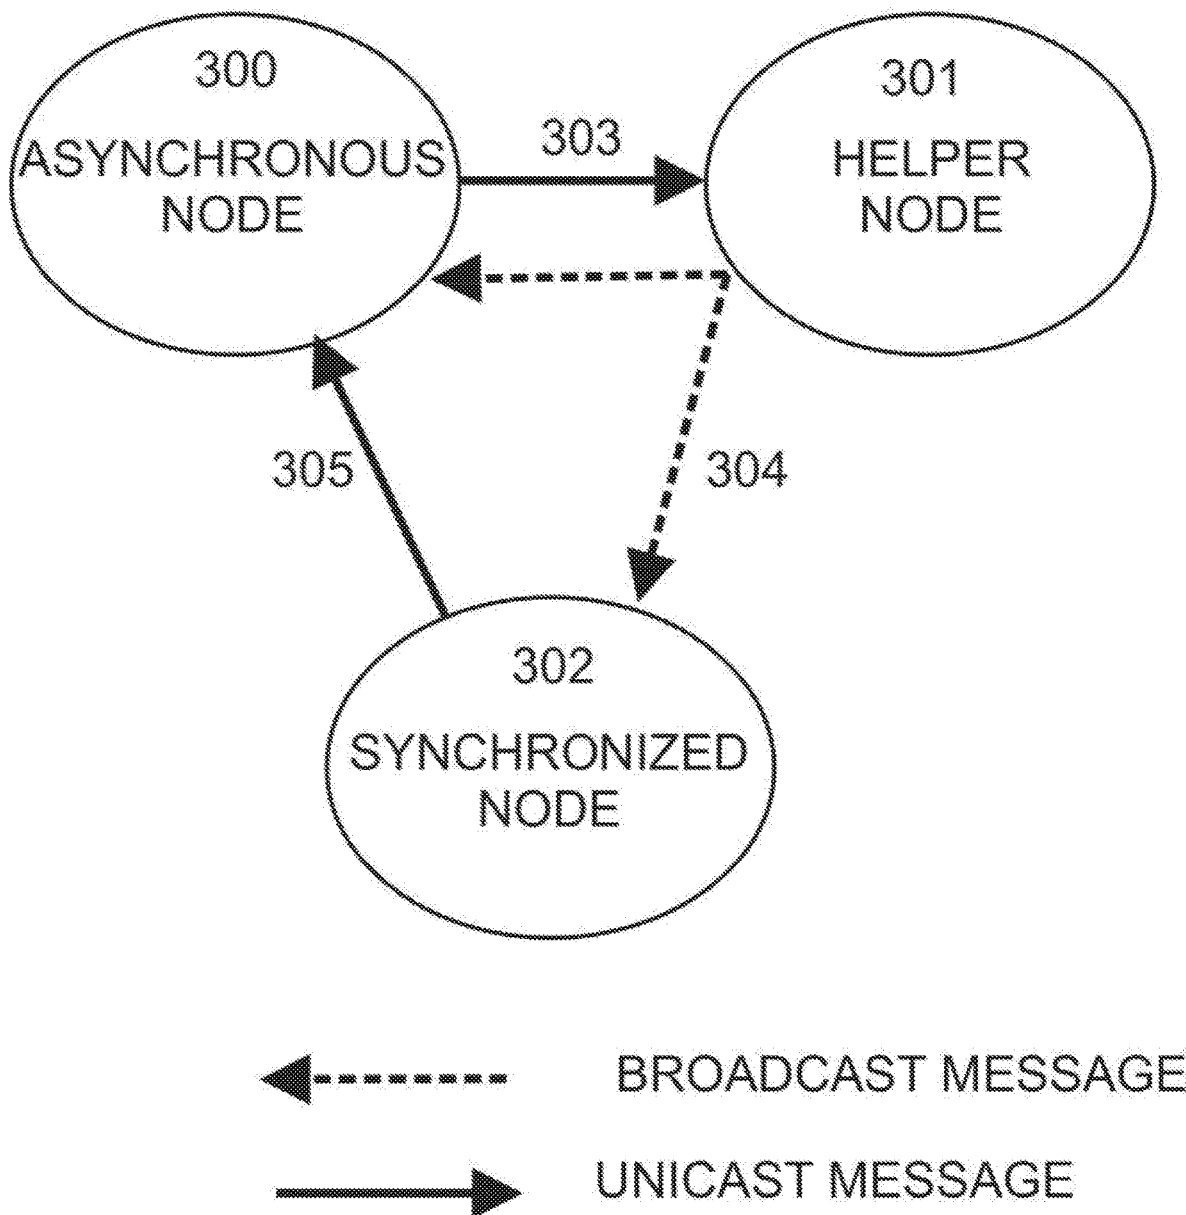 300
ASYNCHRONOUS
NODE
303
301
HELPER
NODE
305
304
302
SYNCHRONIZED
NODE
BROADCAST MESSAGE
UNICAST MESSAGE